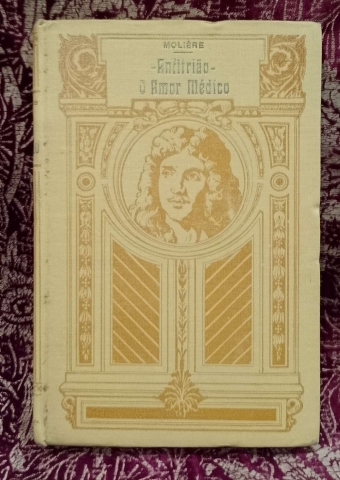 MOLIÈRE
-Anfitrião-
O Amor Médico